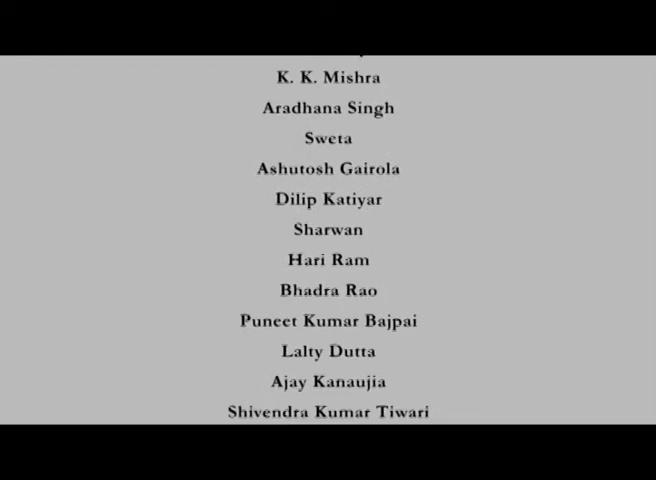 K. K. Mishra
Aradhana Singh
Sweta
Ashutosh Gairola
Dilip Katiyar
Sharwan
Hari Ram
Bhadra Rao
Puneet Kumar Bajpai
Lalty Dutta
Ajay Kanaujia
Shivendra Kumar Tiwari